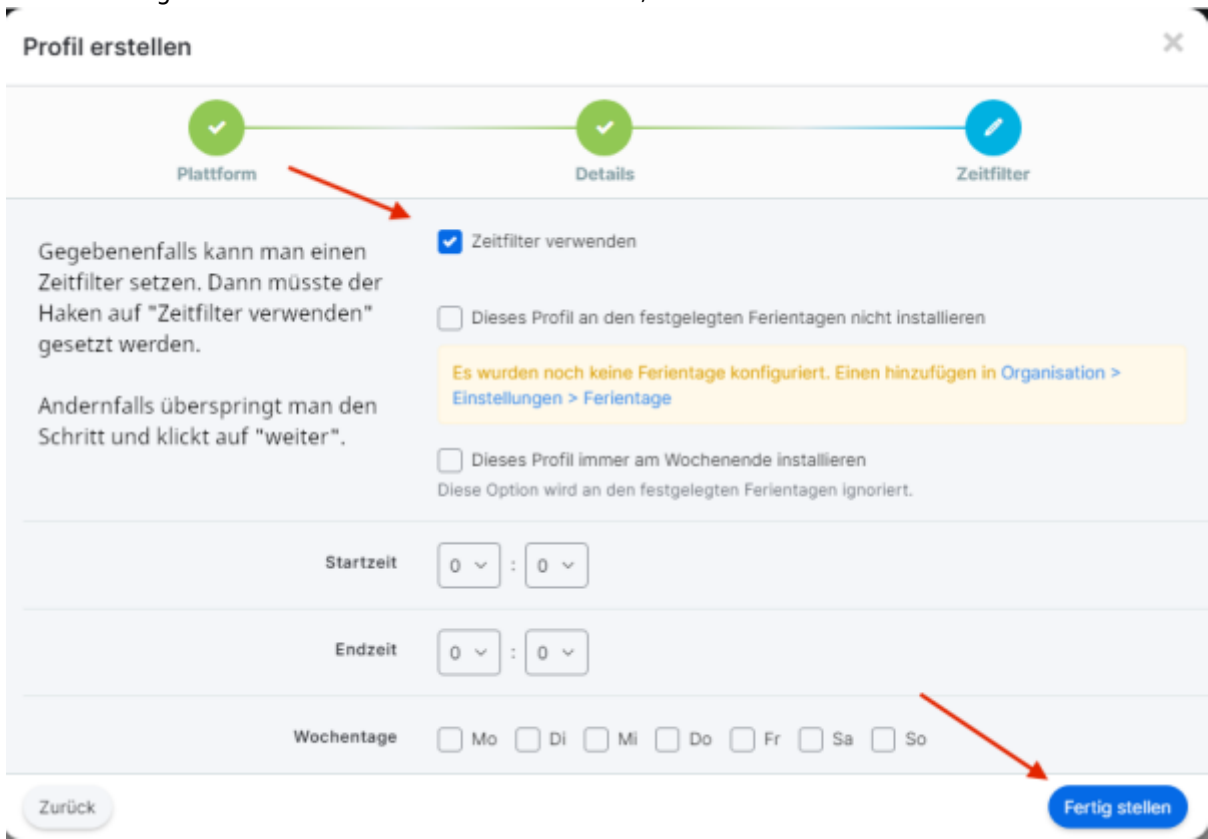 Profil erstellen
Plattform
Details
Zeitfilter
Gegebenenfalls kann man einen
Zeitfilter setzen. Dann müsste der
Haken auf "Zeitfilter verwenden"
gesetzt werden.
Andernfalls überspringt man den
Schritt und klickt auf "weiter".
Zeitfilter verwenden
Dieses Profil an den festgelegten Ferientagen nicht installieren
Es wurden noch keine Ferientage konfiguriert. Einen hinzufügen in Organisation >
Einstellungen > Ferientage
Dieses Profil immer am Wochenende installieren
Diese Option wird an den festgelegten Ferientagen ignoriert.
Startzeit 0 : 0
Endzeit 0 : 0
Wochentage Mo Di Mi Do Fr Sa So
Zurück
Fertig stellen